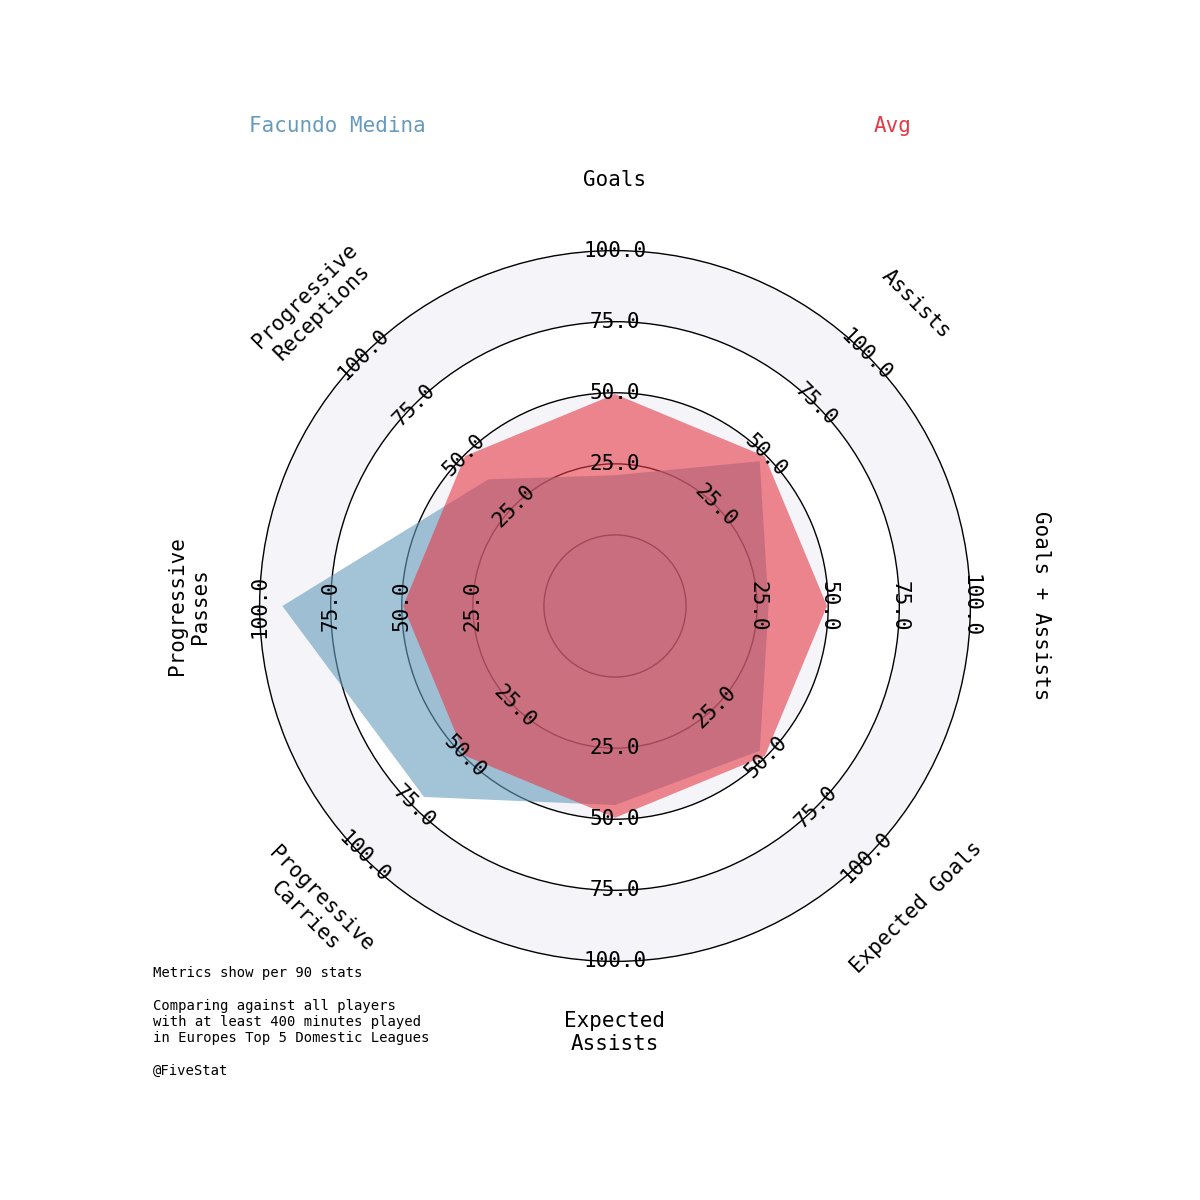 Facundo Medina
Avg
Goals
Assists
Goals + Assists
Expected Goals
Expected
Assists
Progressive
Carries
Progressive
Passes
Progressive
Receptions
25.0
50.0
75.0
100.0
25.0
50.0
75.0
100.0
25.0
50.0
75.0
100.0
25.0
50.0
75.0
100.0
25.0
50.0
75.0
100.0
25.0
50.0
75.0
100.0
25.0
50.0
75.0
100.0
25.0
50.0
75.0
100.0
Metrics show per 90 stats
Comparing against all players
with at least 400 minutes played
in Europes Top 5 Domestic Leagues
@FiveStat